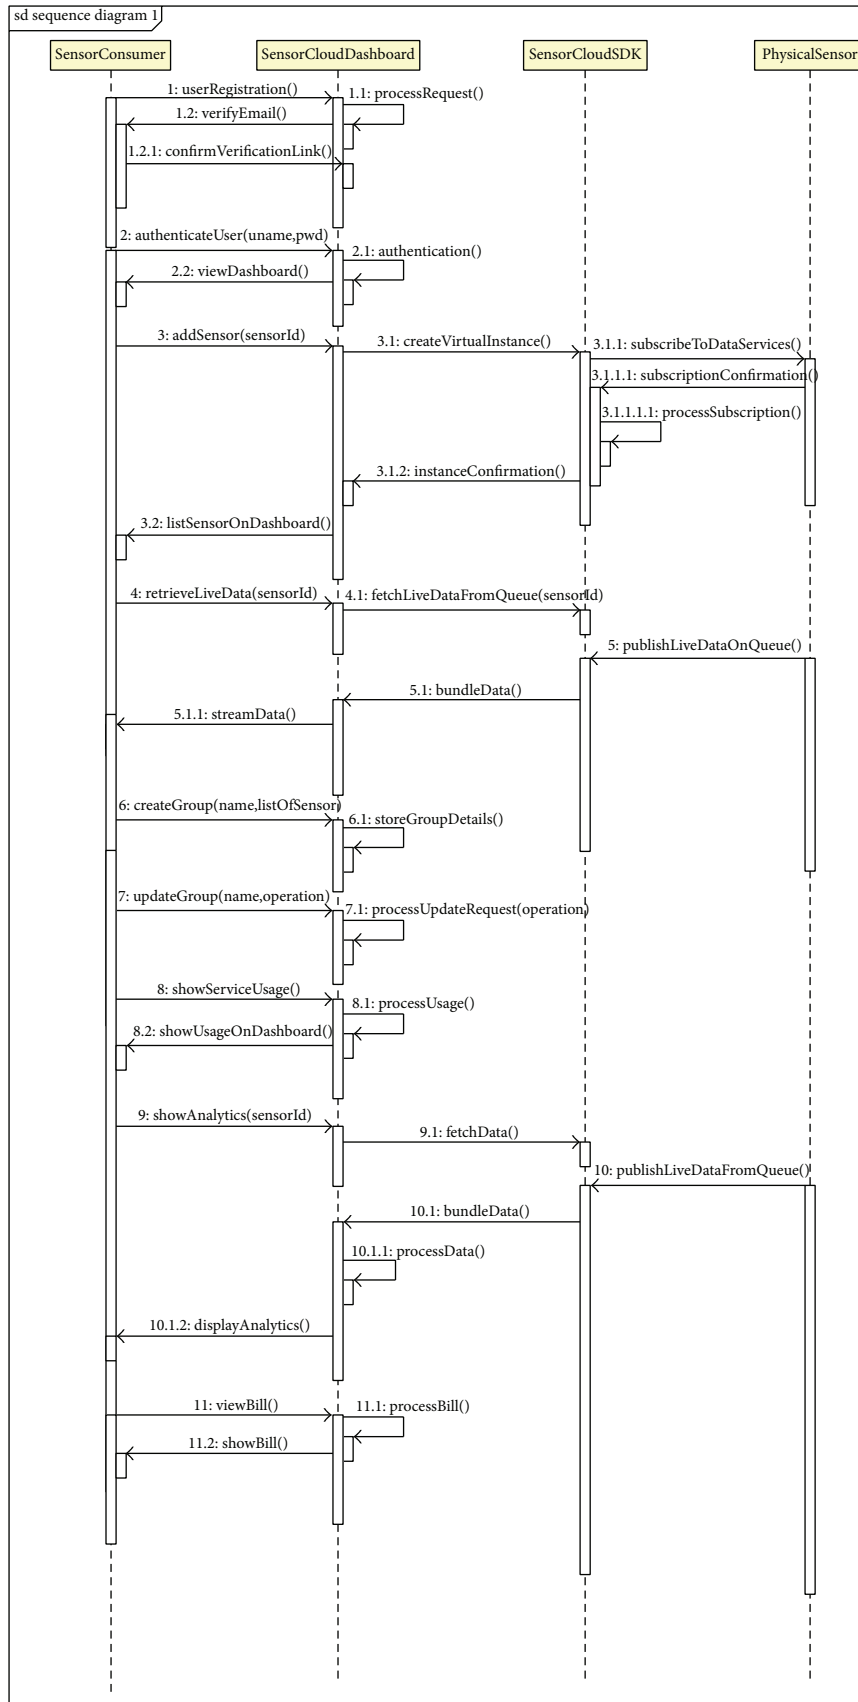 sd sequence diagram 1
SensorConsumer
SensorCloudDashboard
SensorCloudSDK
PhysicalSensor
1: userRegistration()
1.1: processRequest()
1.2: verifyEmail()
1.2.1: confirmVerificationLink()
2: authenticateUser(uname,pwd)
2.1: authentication()
2.2: viewDashboard()
3: addSensor(sensorId)
3.1: createVirtualInstance()
3.1.1: subscribeToDataServices()
3.1.1.1: subscriptionConfirmation()
3.1.1.1.1: processSubscription()
3.1.2: instanceConfirmation()
3.2: listSensorOnDashboard()
4: retrieveLiveData(sensorId)
4.1: fetchLiveDataFromQueue(sensorId)
5: publishLiveDataOnQueue()
5.1: bundleData()
5.1.1: streamData()
6: createGroup(name,listOfSensor)
6.1: storeGroupDetails()
7: updateGroup(name,operation)
7.1: processUpdateRequest(operation)
8: showServiceUsage()
8.1: processUsage()
8.2: showUsageOnDashboard()
9: showAnalytics(sensorId)
9.1: fetchData()
10: publishLiveDataFromQueue()
10.1: bundleData()
10.1.1: processData()
10.1.2: displayAnalytics()
11: viewBill()
11.1: processBill()
11.2: showBill()